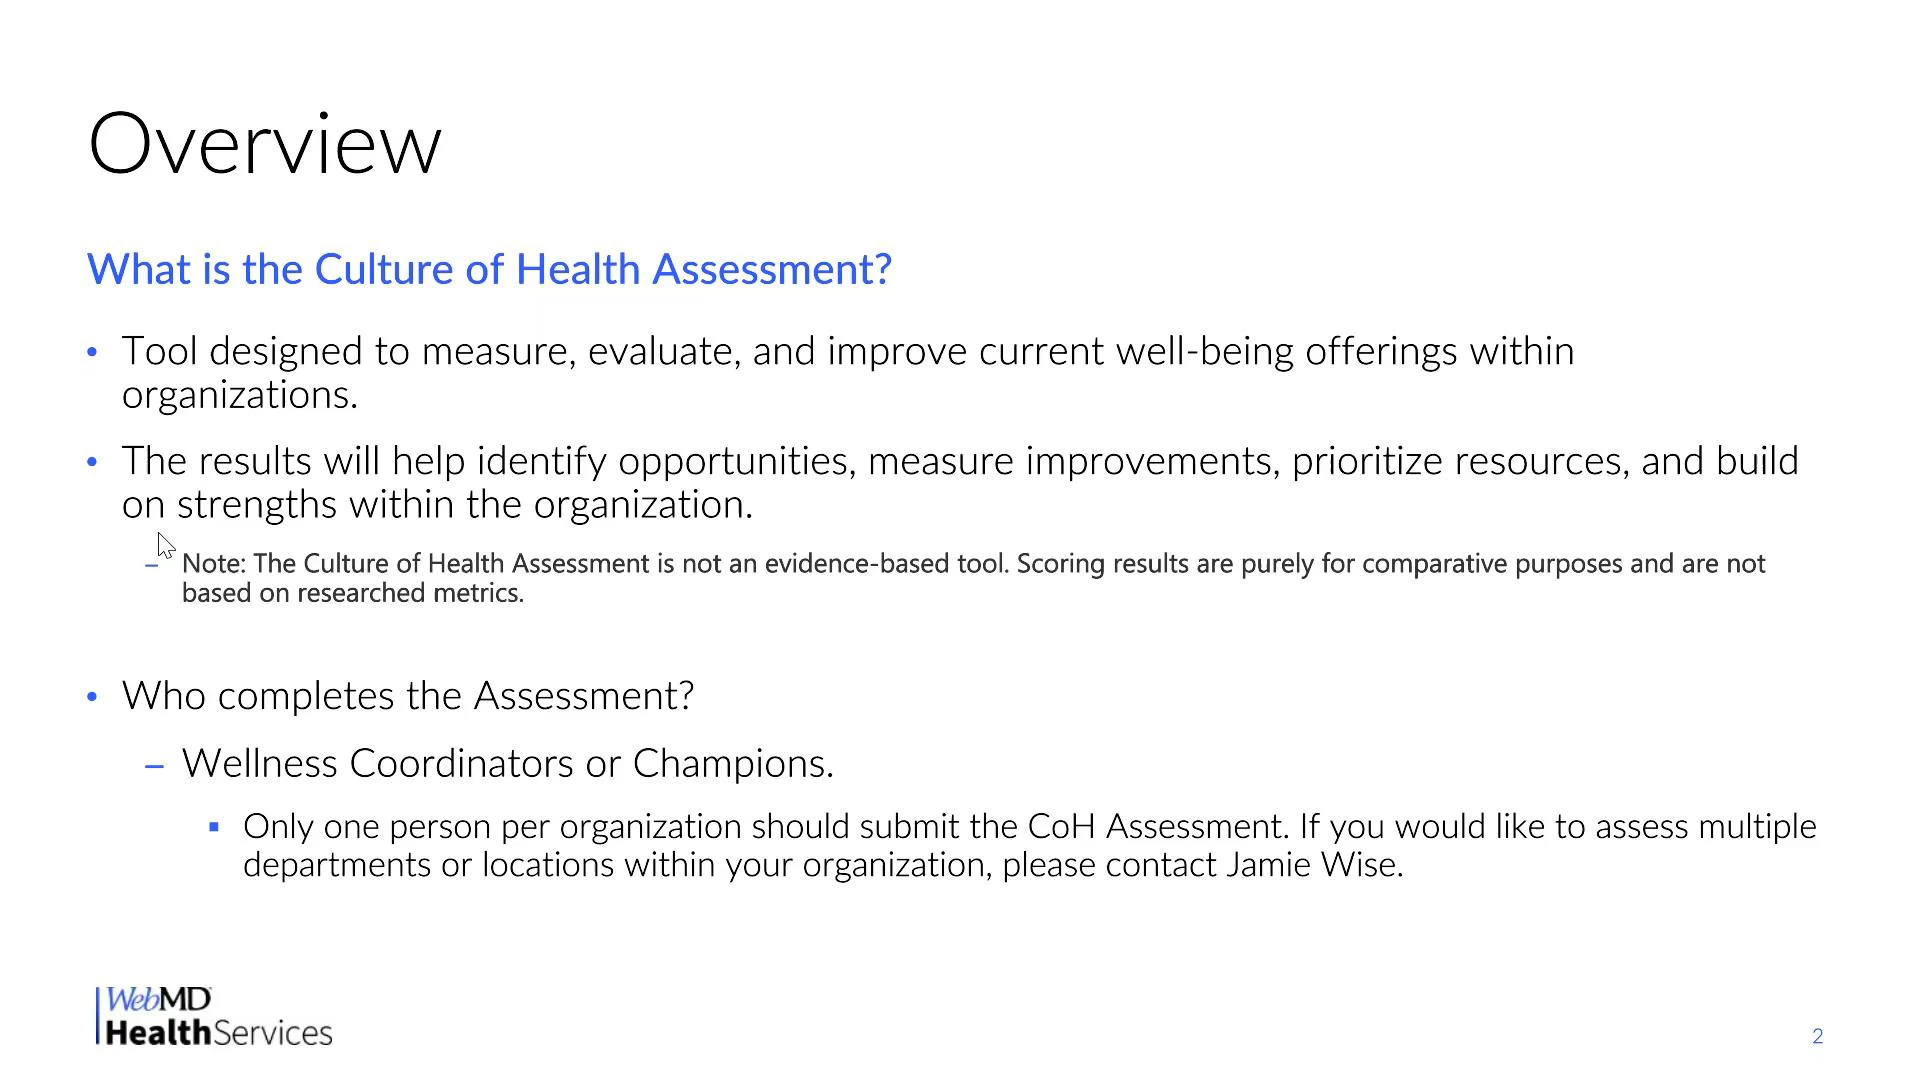 Overview
What is the Culture of Health Assessment?
• Tool designed to measure, evaluate, and improve current well-being offerings within
organizations.
• The results will help identify opportunities, measure improvements, prioritize resources, and build
on strengths within the organization.
– Note: The Culture of Health Assessment is not an evidence-based tool. Scoring results are purely for comparative purposes and are not
based on researched metrics.
• Who completes the Assessment?
– Wellness Coordinators or Champions.
▪ Only one person per organization should submit the CoH Assessment. If you would like to assess multiple
departments or locations within your organization, please contact Jamie Wise.
WebMD
HealthServices
2